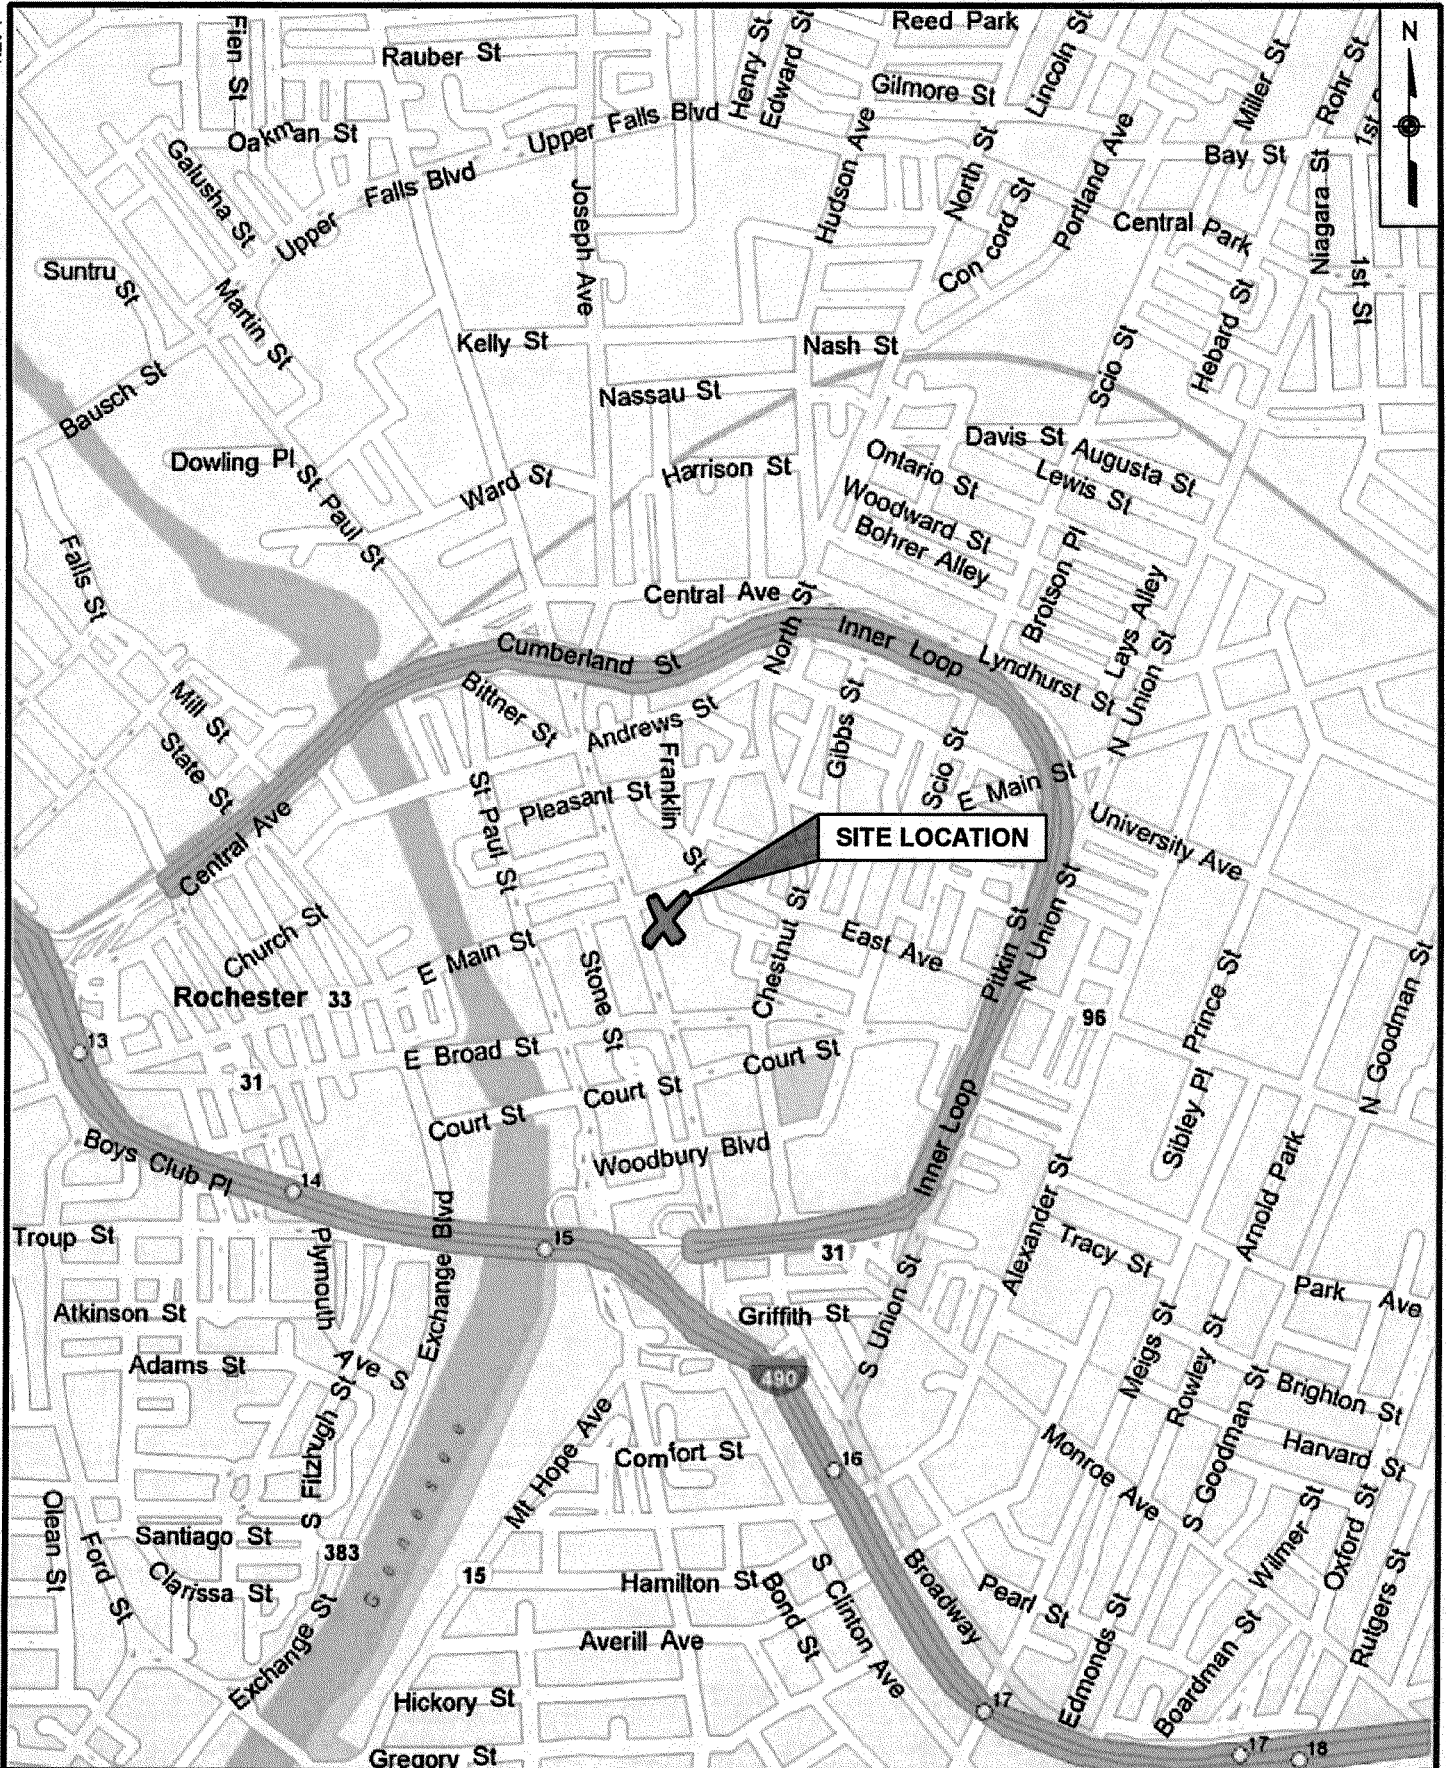 Reed Park
N
Fien St
Rauber St
Henry St
Edward St
Lincoln St
Miller St
Rohr St
Gilmore St
1st
Oakman St
Upper Falls Blvd
Hudson Ave
North St
Portland Ave
Bay St
Galusha St
Upper Falls Blvd
Joseph Ave
Concord St
Central Park
Niagara St
1st St
Suntru St
Martin St
Hebard St
Kelly St
Nash St
Scio St
Bausch St
Nassau St
Dowling Pl
St Paul St
Ward St
Harrison St
Davis St
Augusta St
Ontario St
Lewis St
Woodward St
Bohrer Alley
Falls St
Brotson Pl
Lays Alley
Central Ave
North St
Cumberland St
Inner Loop
Lyndhurst St
N Union St
Mill St
State St
Bittner St
Andrews St
Gibbs St
Scio St
E Main St
Franklin St
St Paul St
Pleasant St
University Ave
SITE LOCATION
Central Ave
Church St
E Main St
Stone St
Chestnut St
East Ave
Pitkin St
N Union St
Prince St
N Goodman St
Rochester 33
96
13
E Broad St
Court St
31
Court St
Court St
Sibley Pl
Inner Loop
Boys Club Pl
Woodbury Blvd
Arnold Park
14
Alexander St
Troup St
Plymouth Ave S
Exchange Blvd
15
31
Tracy St
Atkinson St
Griffith St
S Union St
Park Ave
Adams St
490
Meigs St
Rowley St
S Goodman St
Brighton St
S Fitzhugh St
Genesee
Mt Hope Ave
Comfort St
16
Monroe Ave
Harvard St
Olean St
Ford St
Santiago St
383
Clarissa St
15
Hamilton St
Bond St
S Clinton Ave
Broadway
Pearl St
Wilmer St
Oxford St
Rutgers St
Exchange St
Averill Ave
Edmonds St
Boardman St
Hickory St
17
Gregory St
17
18